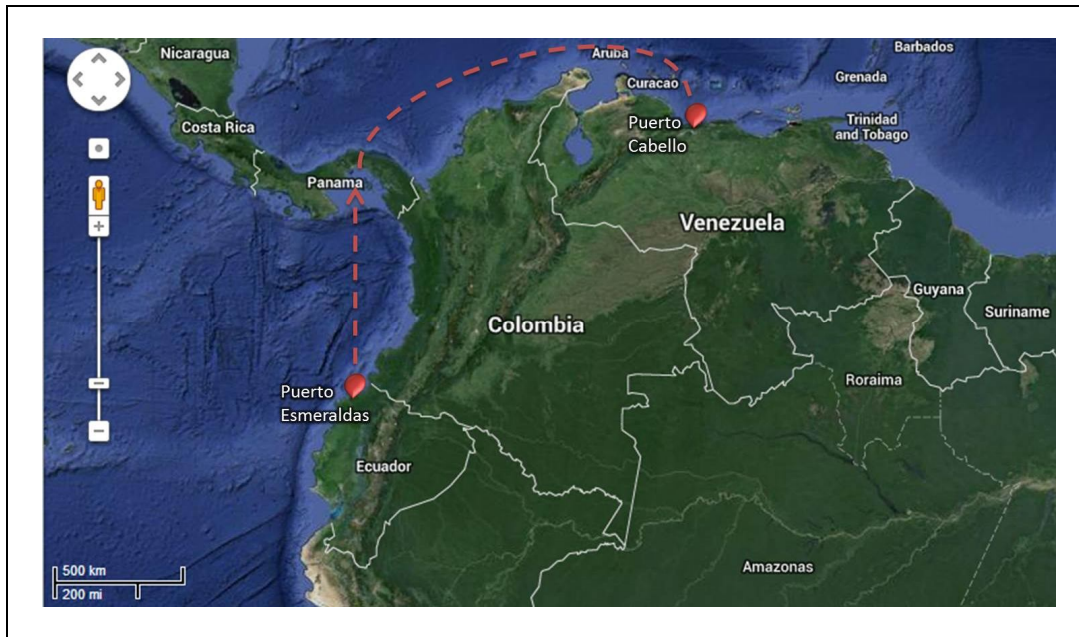 Nicaragua
Barbados
Aruba
Curacao
Grenada
Costa Rica
Puerto
Cabello
Trinidad
and Tobago
Panama
Venezuela
Guyana
Suriname
Colombia
Roraima
Puerto
Esmeraldas
Ecuador
Amazonas
500 km
200 mi